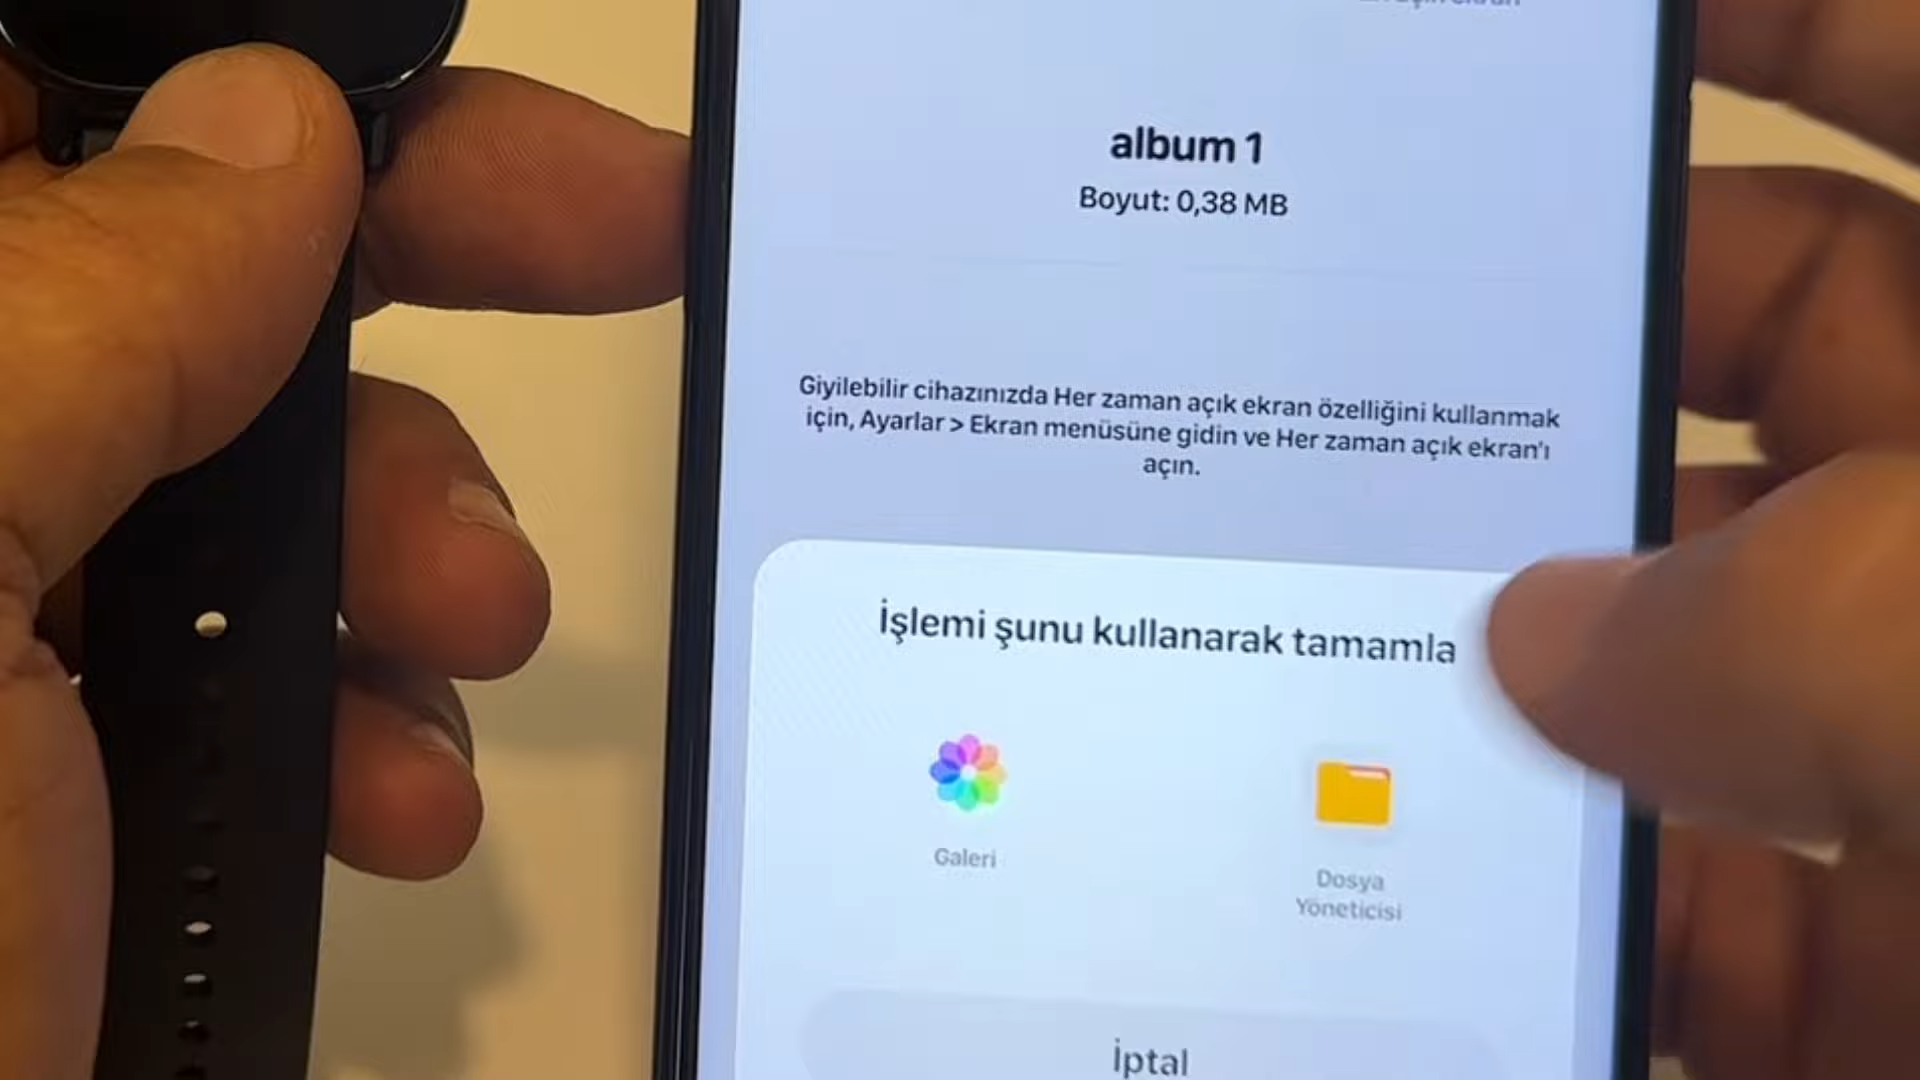 album 1
Boyut: 0,38 MB
Giyilebilir cihazınızda Her zaman açık ekran özelliğini kullanmak
için, Ayarlar > Ekran menüsüne gidin ve Her zaman açık ekran'ı
açın.
İşlemi şunu kullanarak tamamla
Galeri
Dosya
Yöneticisi
İptal